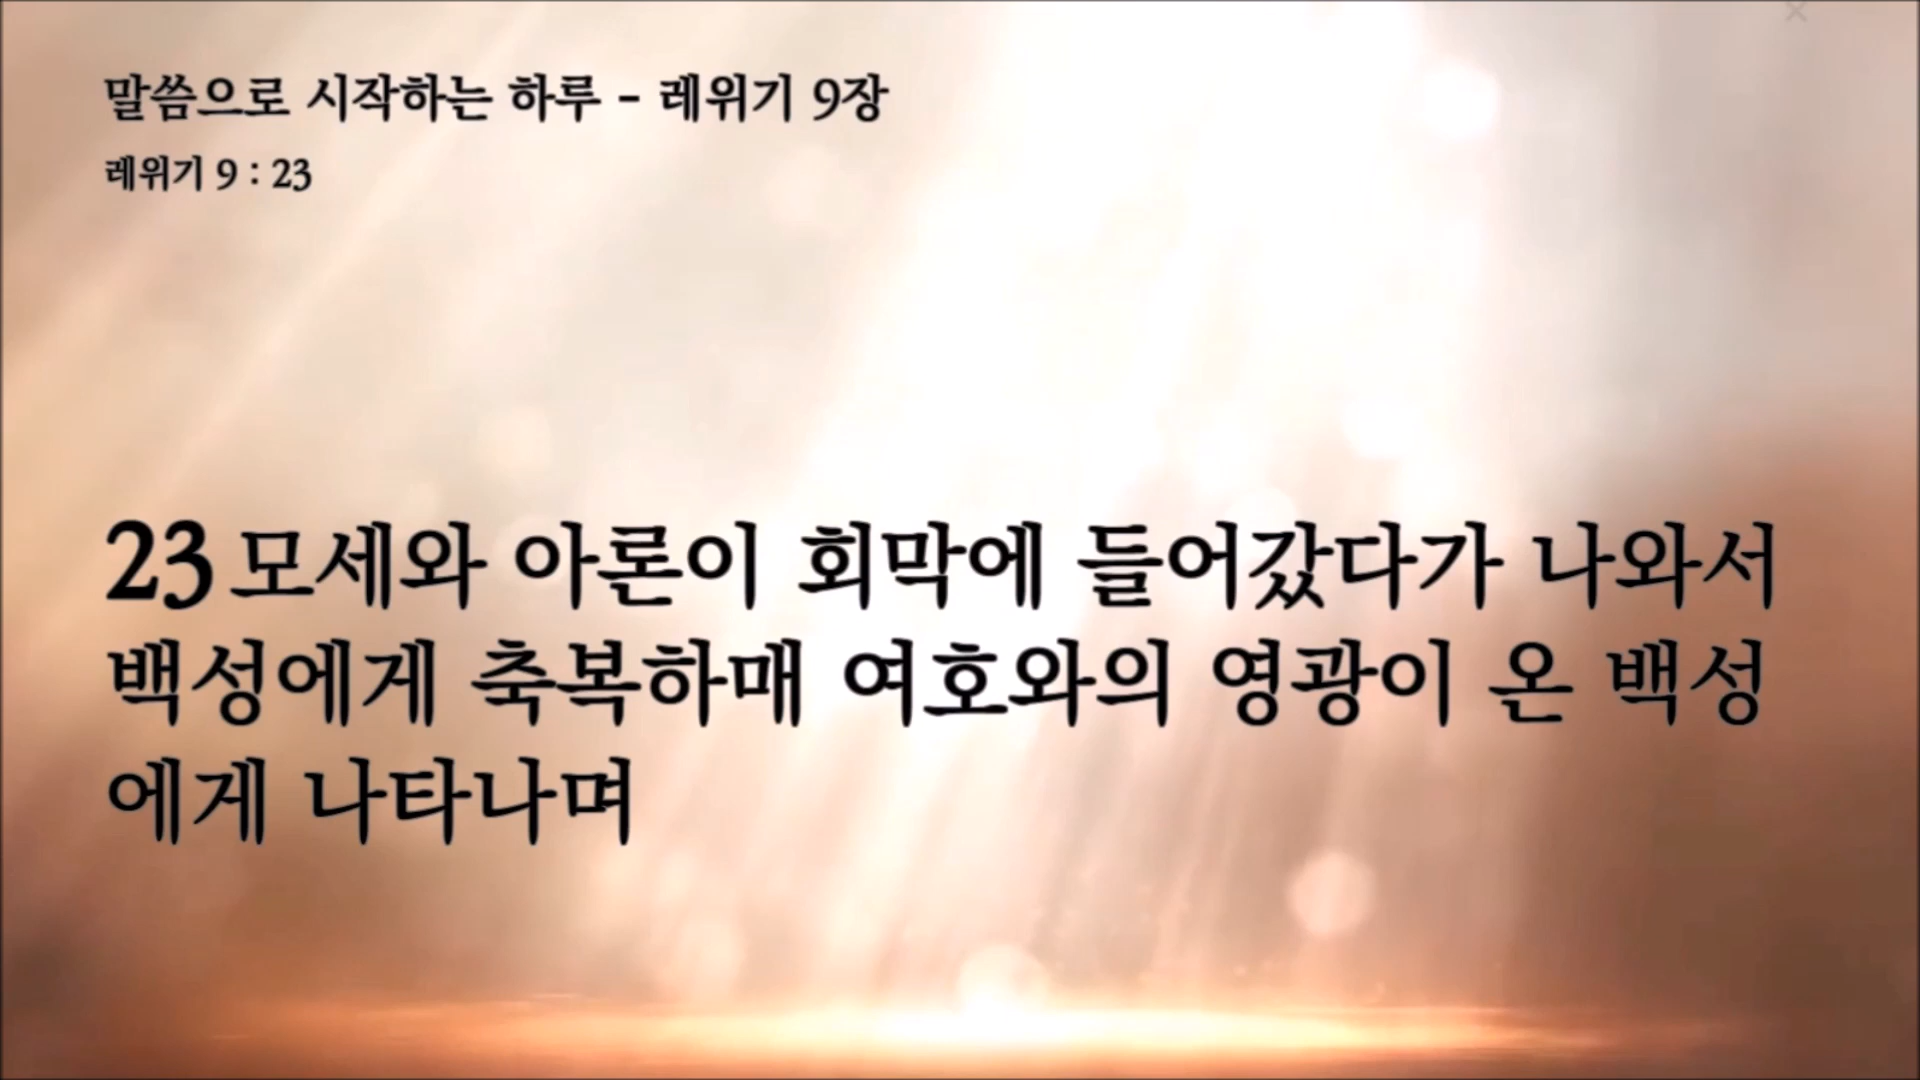 말씀으로 시작하는 하루 - 레위기 9장
레위기 9 : 23
23 모세와 아론이 회막에 들어갔다가 나와서
백성에게 축복하매 여호와의 영광이 온 백성
에게 나타나며